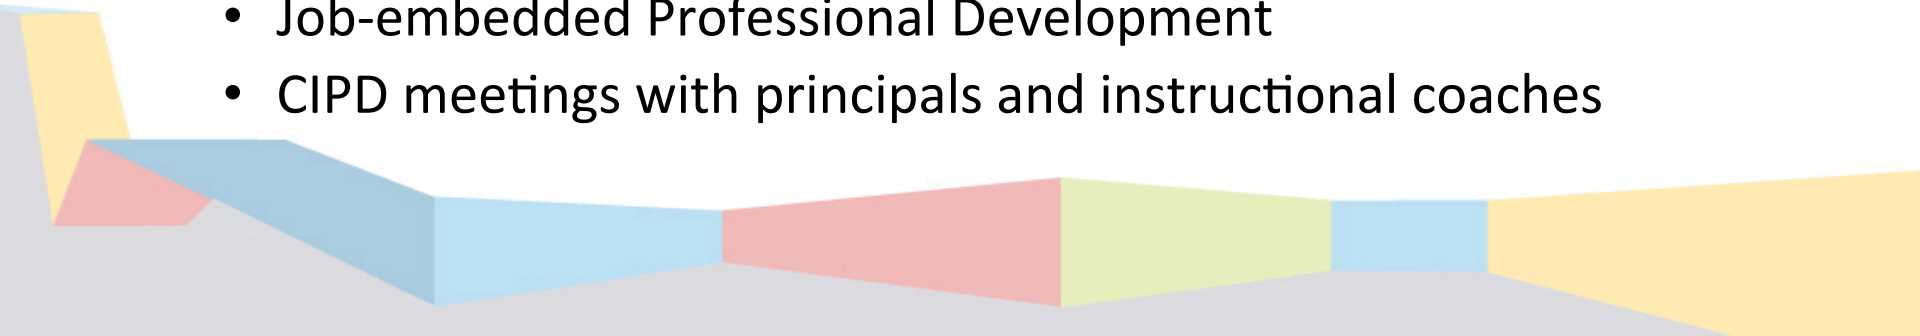 • Job-embedded Professional Development
• CIPD meetings with principals and instructional coaches